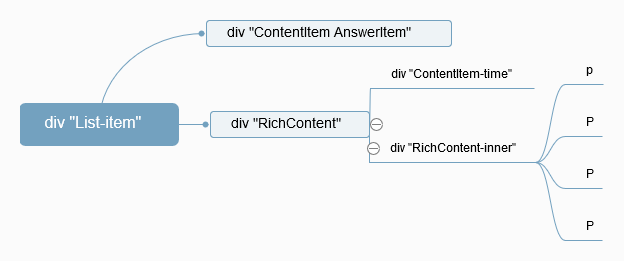 div "ContentItem AnswerItem"
div "List-item"
div "RichContent"
div "ContentItem-time"
div "RichContent-inner"
p
P
P
P